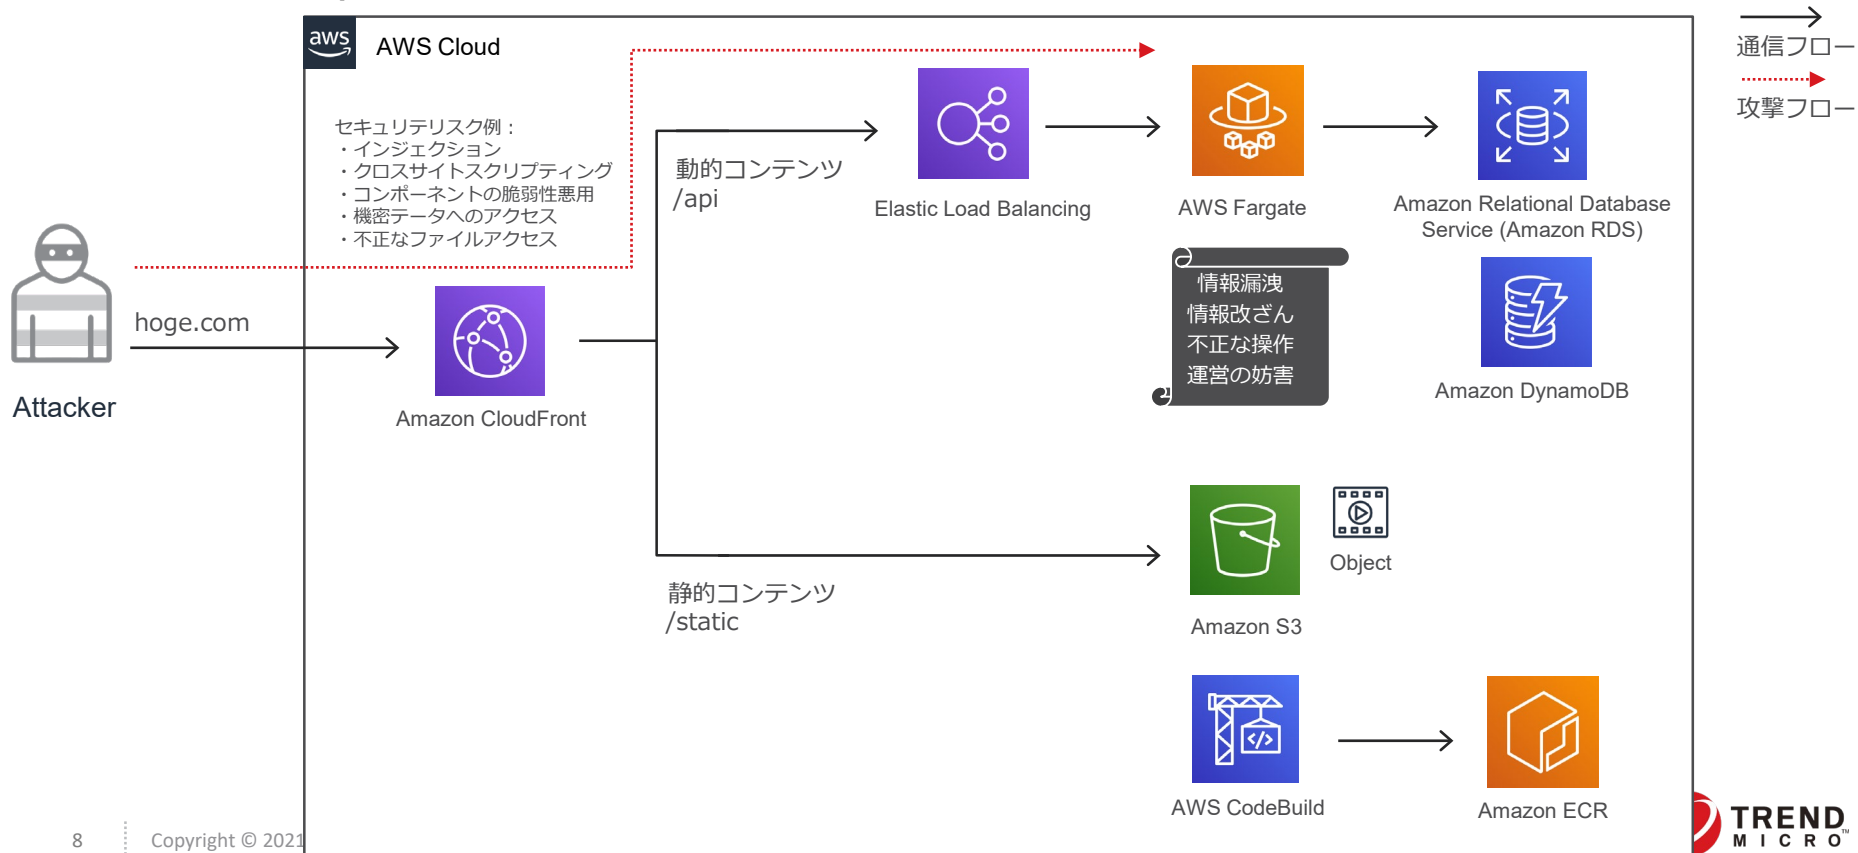 aws
AWS Cloud
通信フロー
攻撃フロー
セキュリテリスク例：
・インジェクション
・クロスサイトスクリプティング
・コンポーネントの脆弱性悪用
・機密データへのアクセス
・不正なファイルアクセス
動的コンテンツ
/api
Elastic Load Balancing
AWS Fargate
Amazon Relational Database
Service (Amazon RDS)
情報漏洩
情報改ざん
不正な操作
運営の妨害
hoge.com
Attacker
Amazon CloudFront
Amazon DynamoDB
Object
静的コンテンツ
/static
Amazon S3
</>
AWS CodeBuild
Amazon ECR
8
Copyright © 2021
TREND
MICRO™